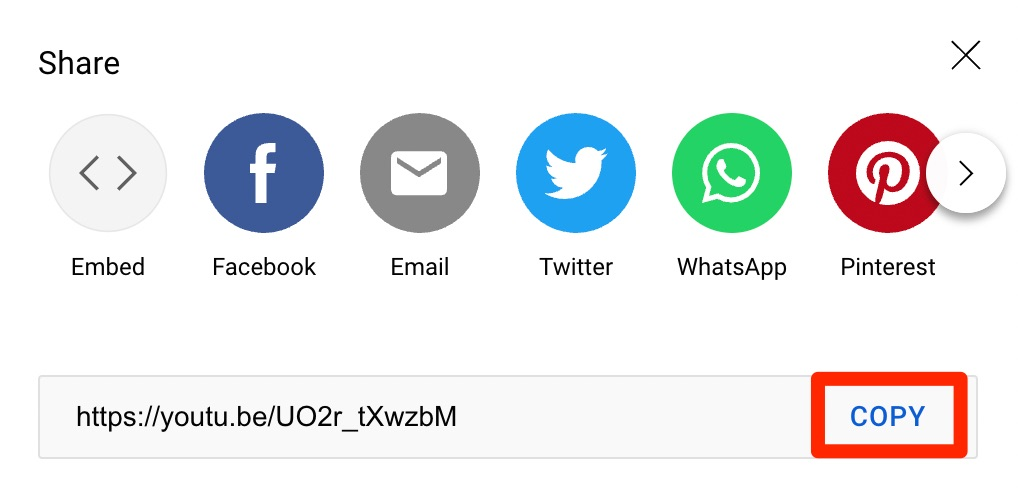 Share
Embed Facebook Email Twitter WhatsApp Pinterest
https://youtu.be/UO2r_tXwzbM COPY